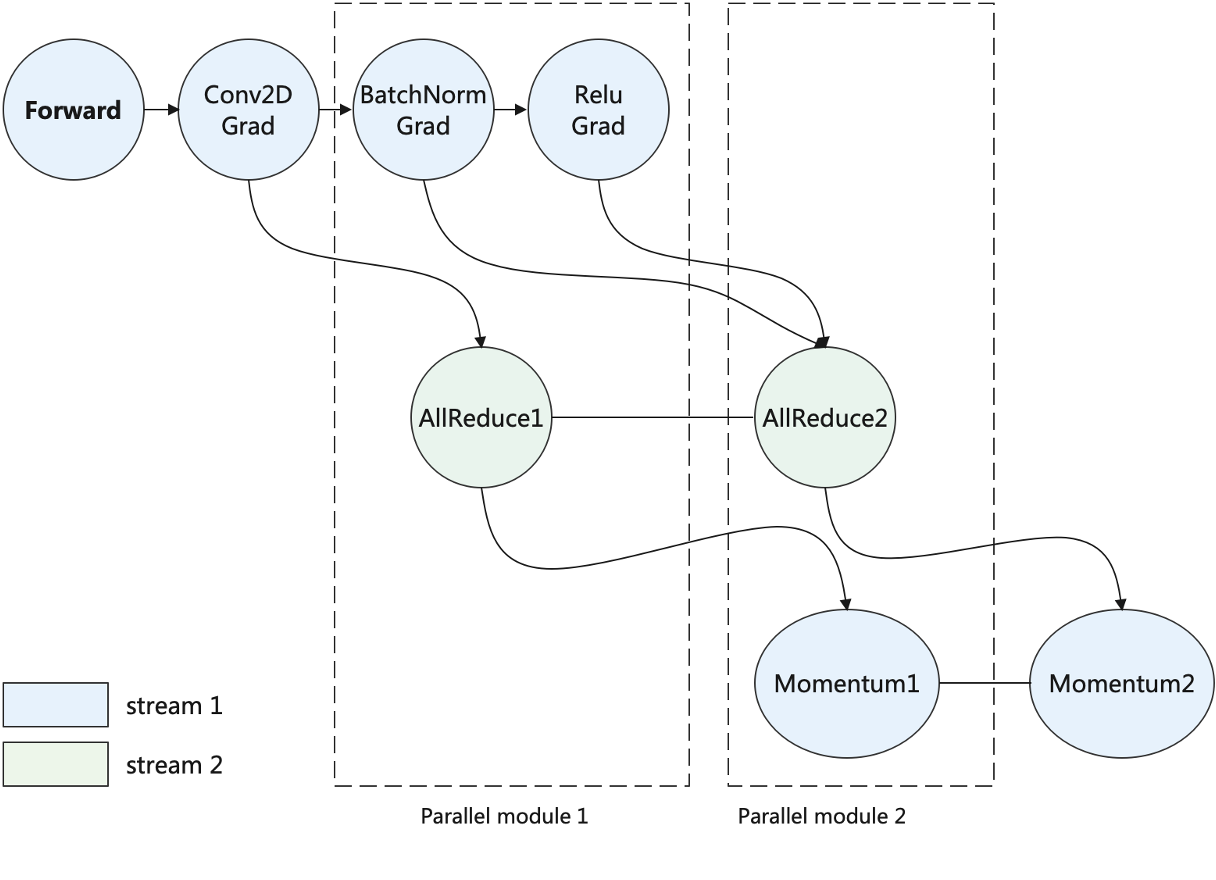 Forward
Conv2D
Grad
BatchNorm
Grad
Relu
Grad
AllReduce1
AllReduce2
Momentum1
Momentum2
stream 1
stream 2
Parallel module 1
Parallel module 2